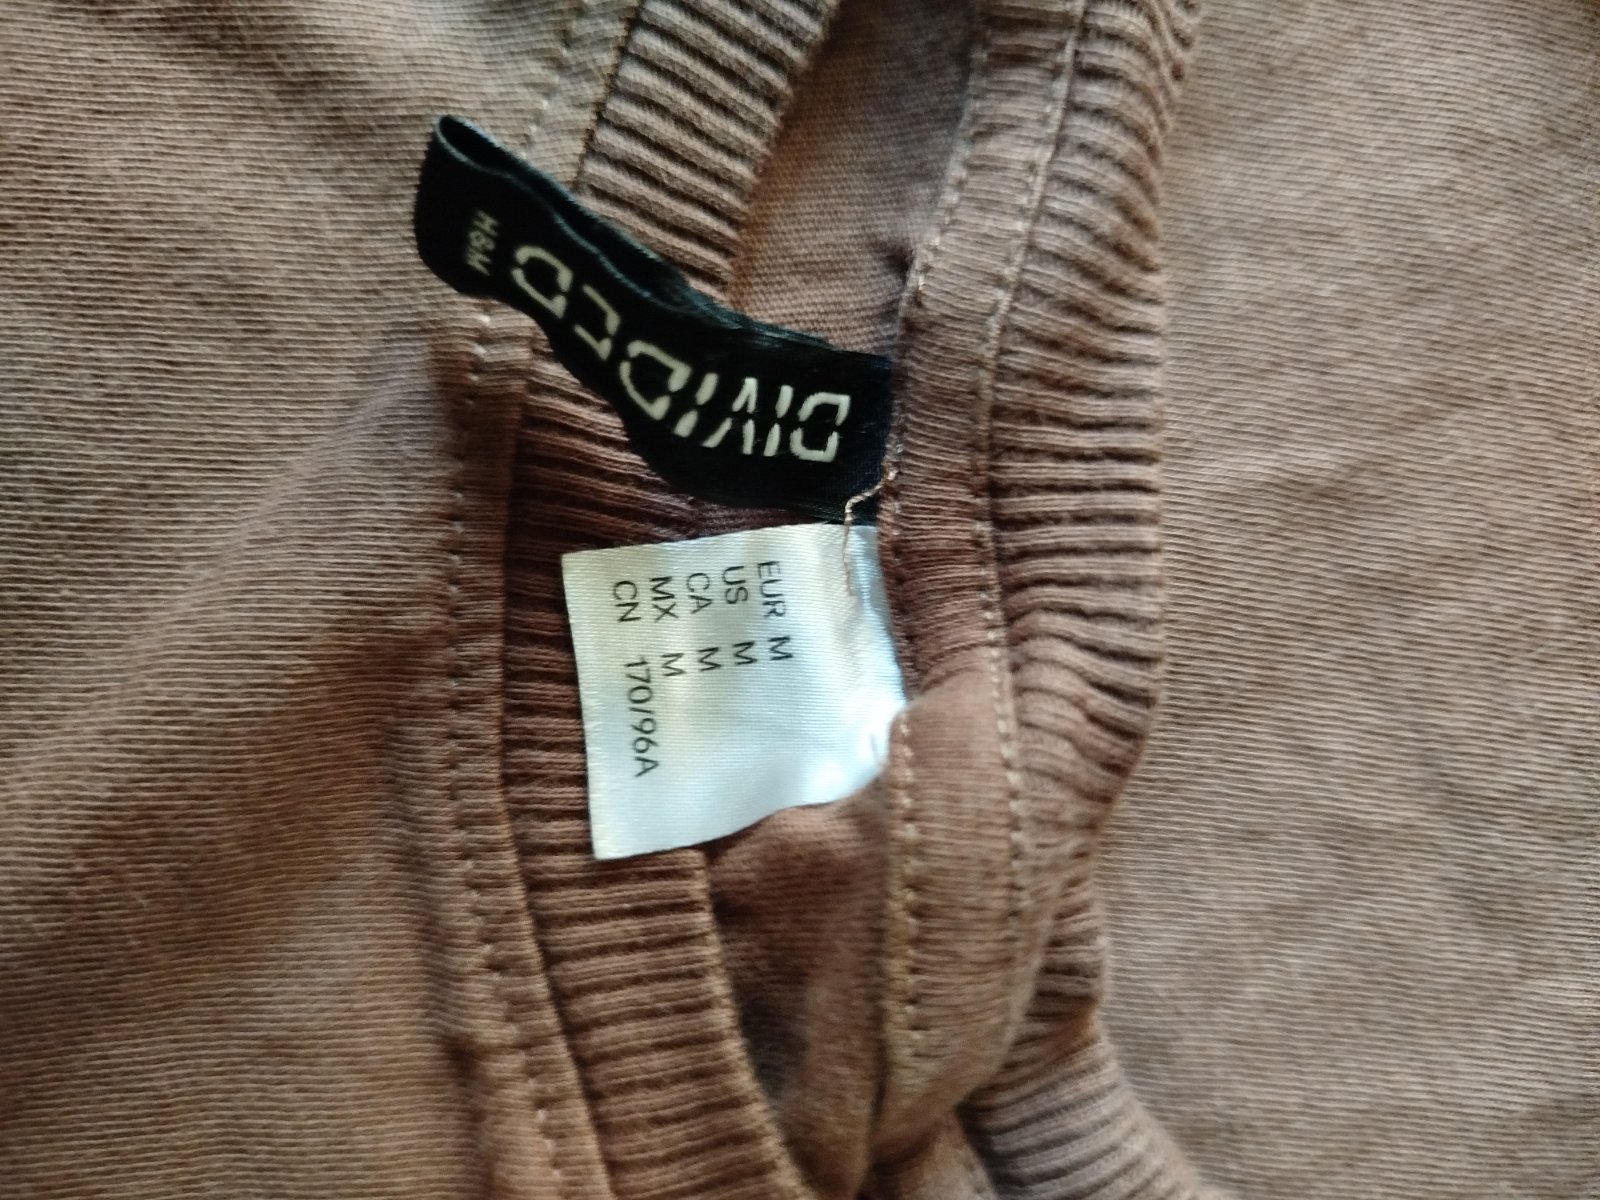 DIVIDED
H&M
EUR M
US M
CA M
MX M
CN 170/96A